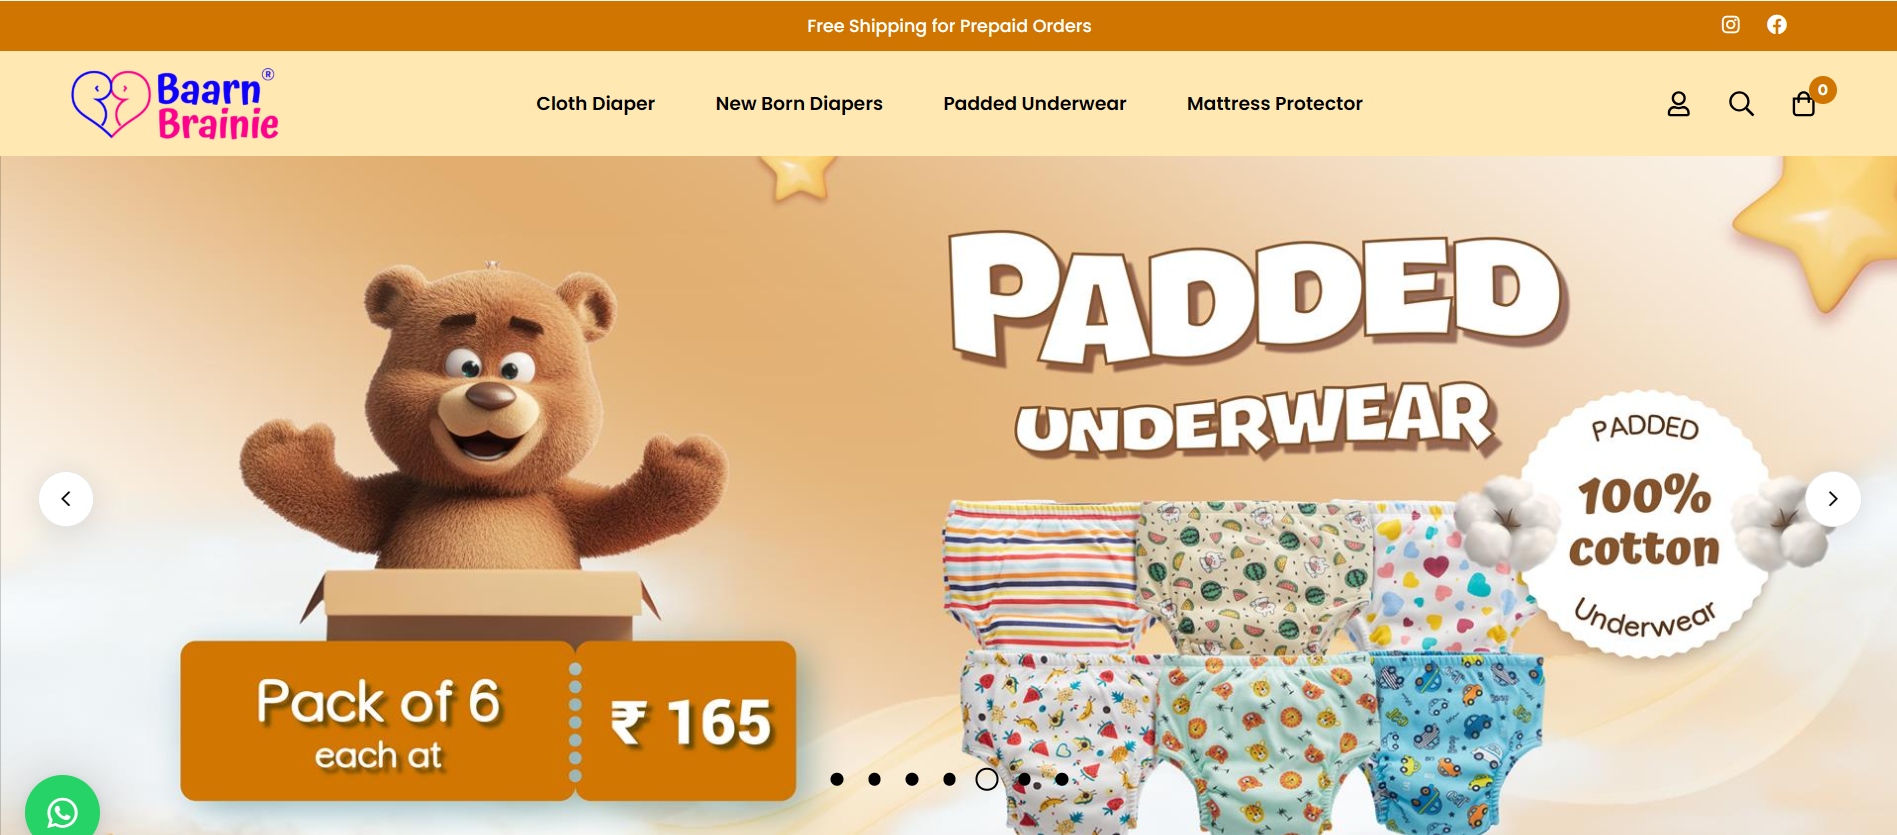 Free Shipping for Prepaid Orders
Baarn®
Brainie
Cloth Diaper
New Born Diapers
Padded Underwear
Mattress Protector
0
PADDED
UNDERWEAR
PADDED
100%
cotton
Underwear
Pack of 6
each at
₹ 165